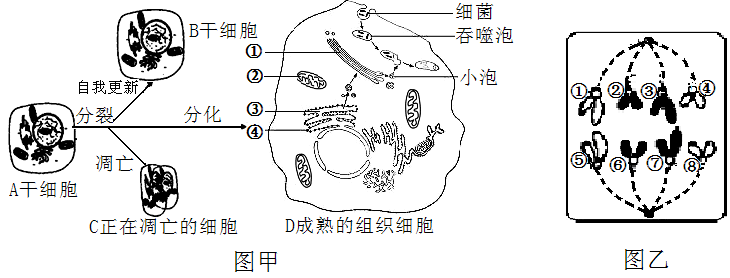 B干细胞
自我更新
分裂
分化
A干细胞
凋亡
C正在凋亡的细胞
细菌
吞噬泡
小泡
①
②
③
④
D成熟的组织细胞
图甲
① ② ③ ④
⑤ ⑥ ⑦ ⑧
图乙